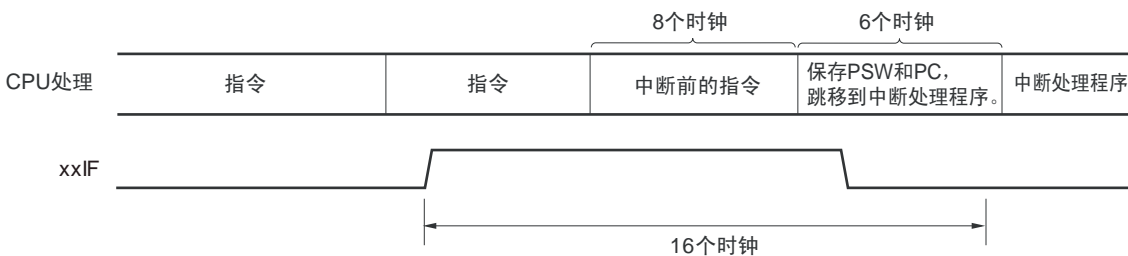 8个时钟
6个时钟
CPU处理
指令
指令
中断前的指令
保存PSW和PC，
跳移到中断处理程序。
中断处理程序
xxIF
16个时钟